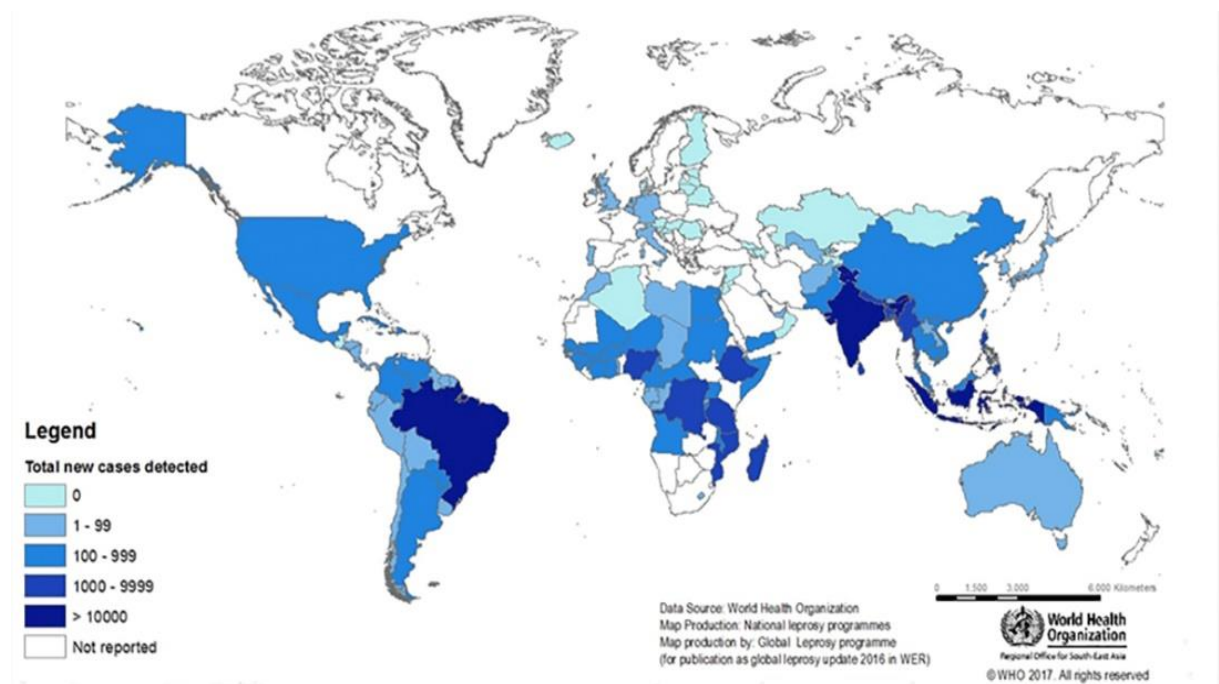 Legend
Total new cases detected
0
1 - 99
100 - 999
1000 - 9999
> 10000
Not reported
0 1.500 3.000 6.000 Kilometers
Data Source: World Health Organization
Map Production: National leprosy programmes
Map production by: Global Leprosy programme
(for publication as global leprosy update 2016 in WER)
World Health
Organization
Regional Office for South-East Asia
© WHO 2017. All rights reserved